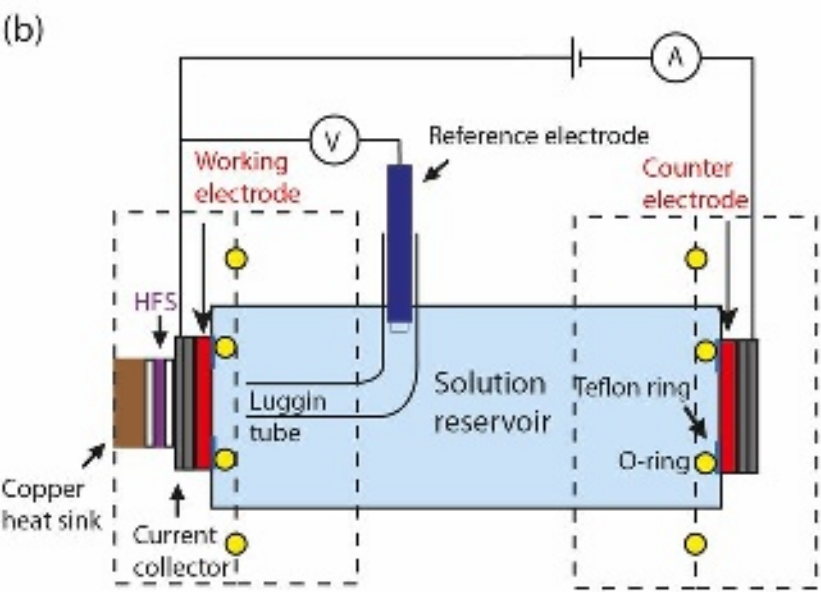 (b)
A
V
Reference electrode
Working
electrode
Counter
electrode
HFS
Luggin
tube
Solution
reservoir
Teflon ring
O-ring
Copper
heat sink
Current
collector